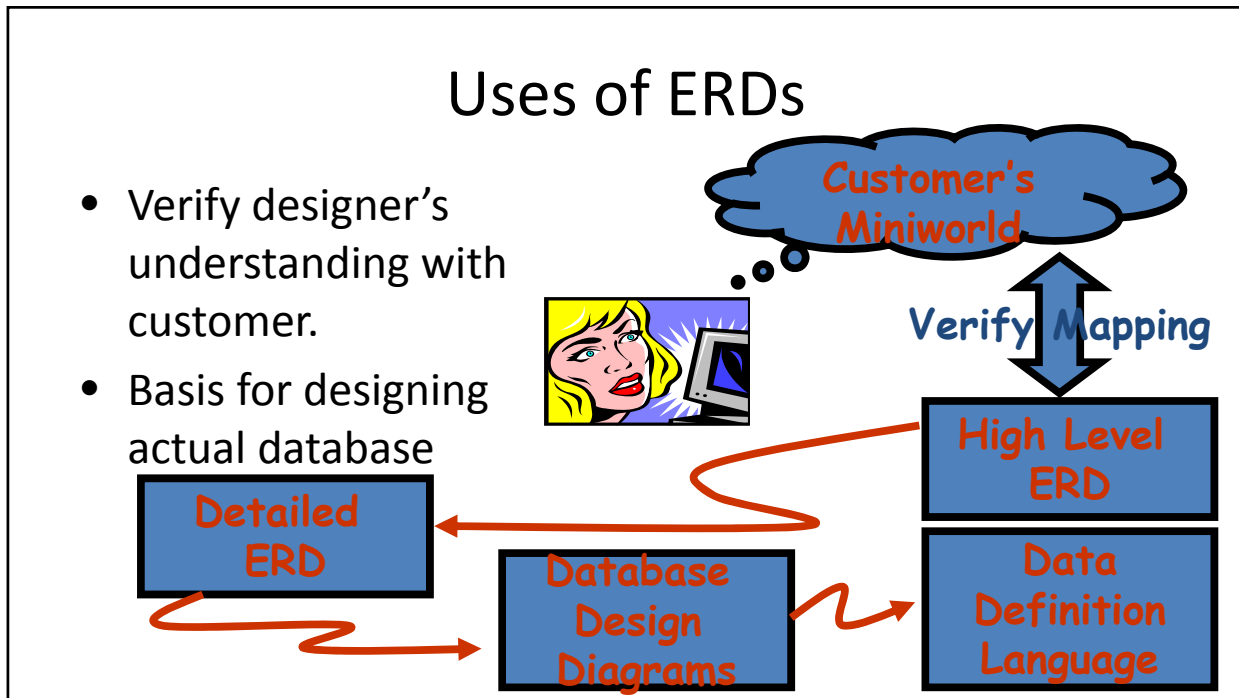 Uses of ERDs
• Verify designer’s
understanding with
customer.
• Basis for designing
actual database
Customer’s
Miniworld
Verify Mapping
High Level
ERD
Detailed
ERD
Database
Design
Diagrams
Data
Definition
Language